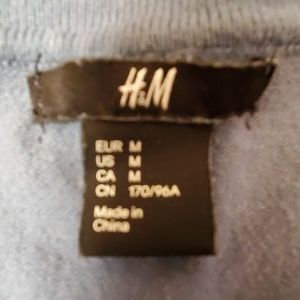 H&M
EUR M
US M
CA M
CN 170/96A
Made in
China